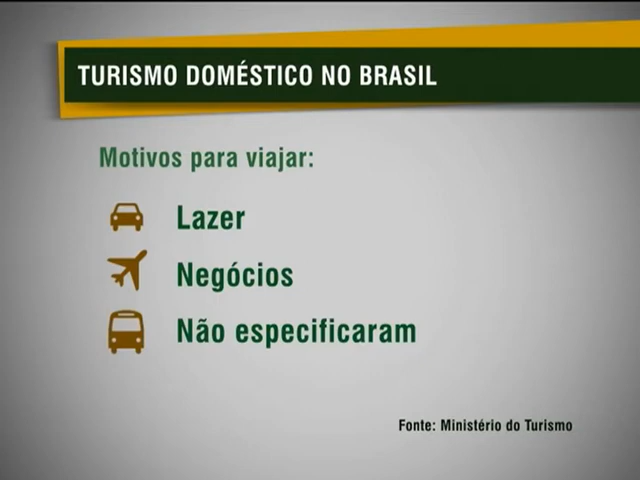 TURISMO DOMÉSTICO NO BRASIL
Motivos para viajar:
Lazer
Negócios
Não especificaram
Fonte: Ministério do Turismo